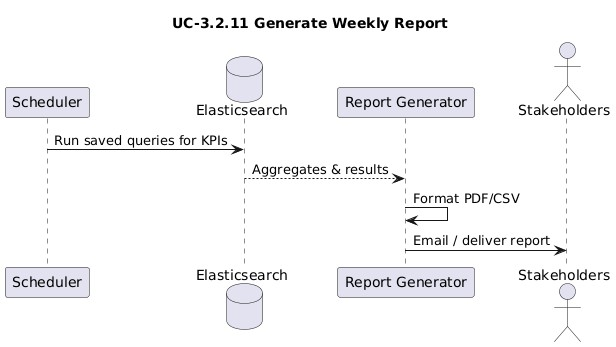 UC-3.2.11 Generate Weekly Report
Scheduler
Elasticsearch
Report Generator
Stakeholders
Run saved queries for KPIs
Aggregates & results
Format PDF/CSV
Email / deliver report
Scheduler
Elasticsearch
Report Generator
Stakeholders